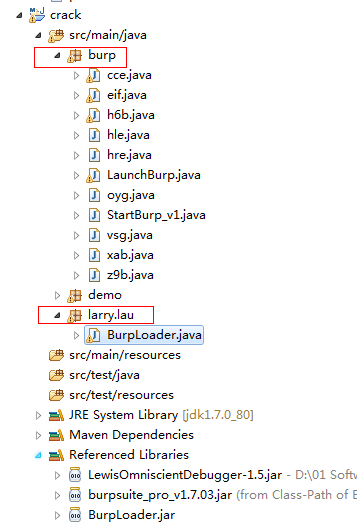 crack
src/main/java
burp
cce.java
eif.java
h6b.java
hle.java
hre.java
LaunchBurp.java
oyg.java
StartBurp_v1.java
vsg.java
xab.java
z9b.java
demo
larry.lau
BurpLoader.java
src/main/resources
src/test/java
src/test/resources
JRE System Library [jdk1.7.0_80]
Maven Dependencies
Referenced Libraries
LewisOmniscientDebugger-1.5.jar - D:\01 Softw
burpsuite_pro_v1.7.03.jar (from Class-Path of B
BurpLoader.jar